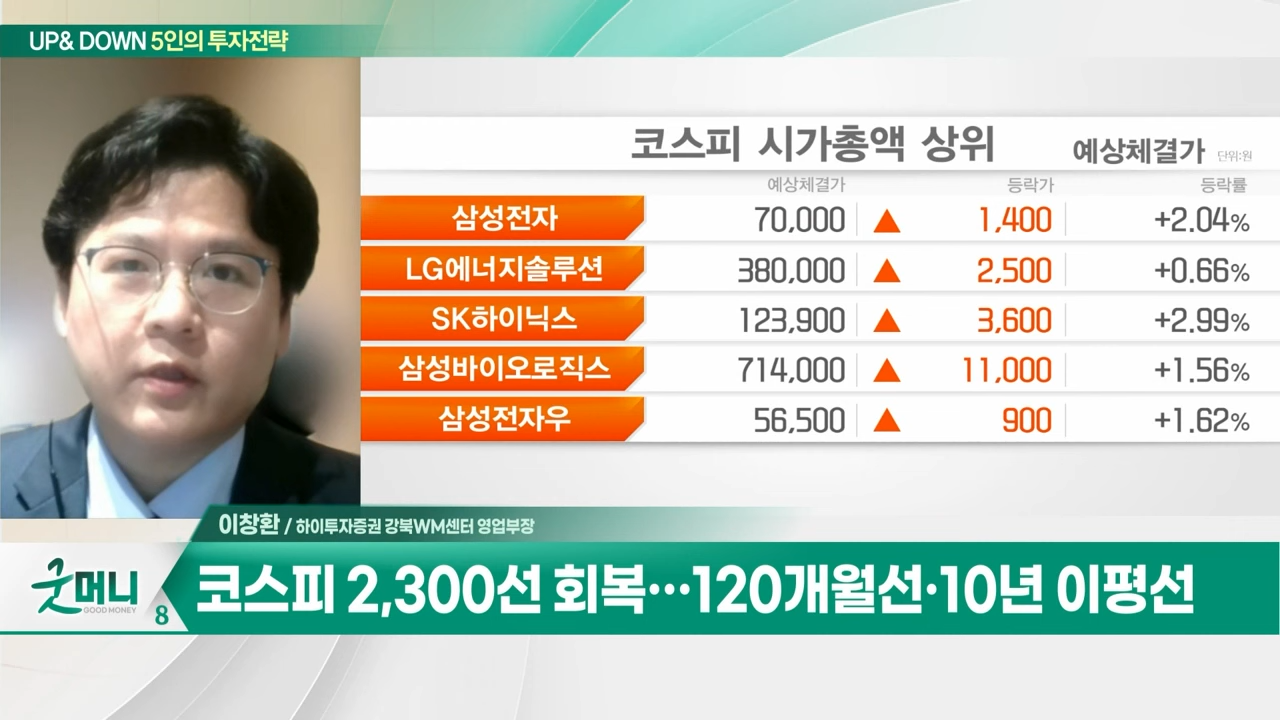 UP& DOWN 5인의 투자전략
코스피 시가총액 상위 예상체결가 단위:원
예상체결가 등락가 등락률
삼성전자 70,000 ▲ 1,400 +2.04%
LG에너지솔루션 380,000 ▲ 2,500 +0.66%
SK하이닉스 123,900 ▲ 3,600 +2.99%
삼성바이오로직스 714,000 ▲ 11,000 +1.56%
삼성전자우 56,500 ▲ 900 +1.62%
이창환 / 하이투자증권 강북WM센터 영업부장
굿머니
GOOD MONEY
8
코스피 2,300선 회복…120개월선·10년 이평선